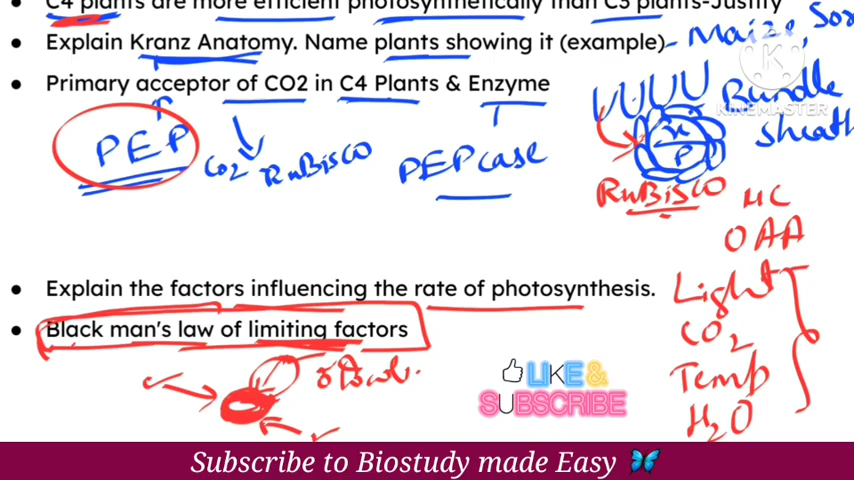 C4 plants are more efficient photosynthetically than C3 plants-Justify
Explain Kranz Anatomy. Name plants showing it (example)- Maize, Sor
Primary acceptor of CO2 in C4 Plants & Enzyme
Bundle
sheath
KINEMASTER
PEP
CO2
RuBisCO
PEPcase
X
P
RuBisCO
OAA
Explain the factors influencing the rate of photosynthesis.
Light
CO2
Temp
H2O
Black man's law of limiting factors
LIKE &
SUBSCRIBE
Subscribe to Biostudy made Easy 🦋